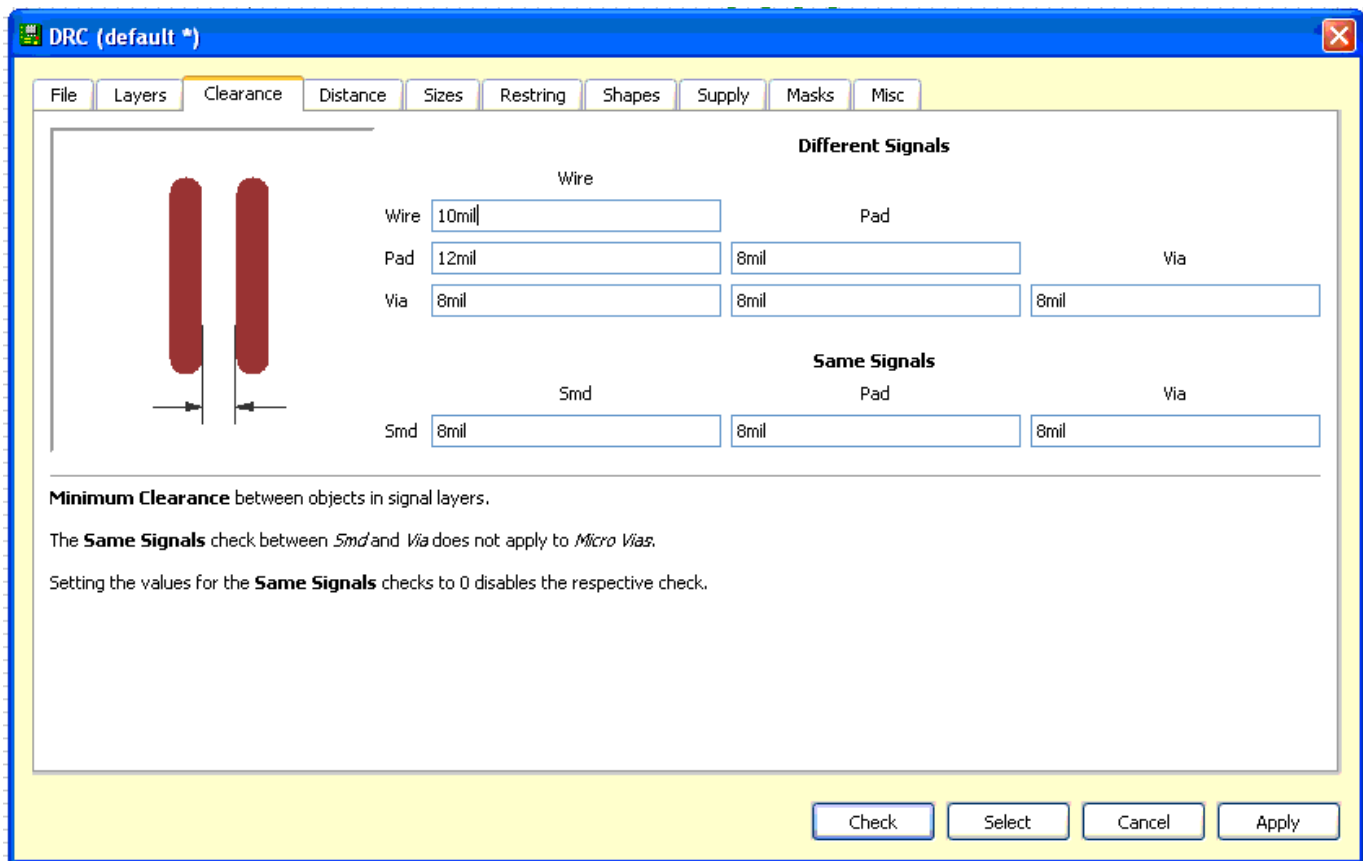 DRC (default *)
File Layers Clearance Distance Sizes Restring Shapes Supply Masks Misc
Different Signals
Wire
Wire 10mil Pad
Pad 12mil 8mil Via
Via 8mil 8mil 8mil
Same Signals
Smd Pad Via
Smd 8mil 8mil 8mil
Minimum Clearance between objects in signal layers.
The Same Signals check between Smd and Via does not apply to Micro Vias.
Setting the values for the Same Signals checks to 0 disables the respective check.
Check Select Cancel Apply